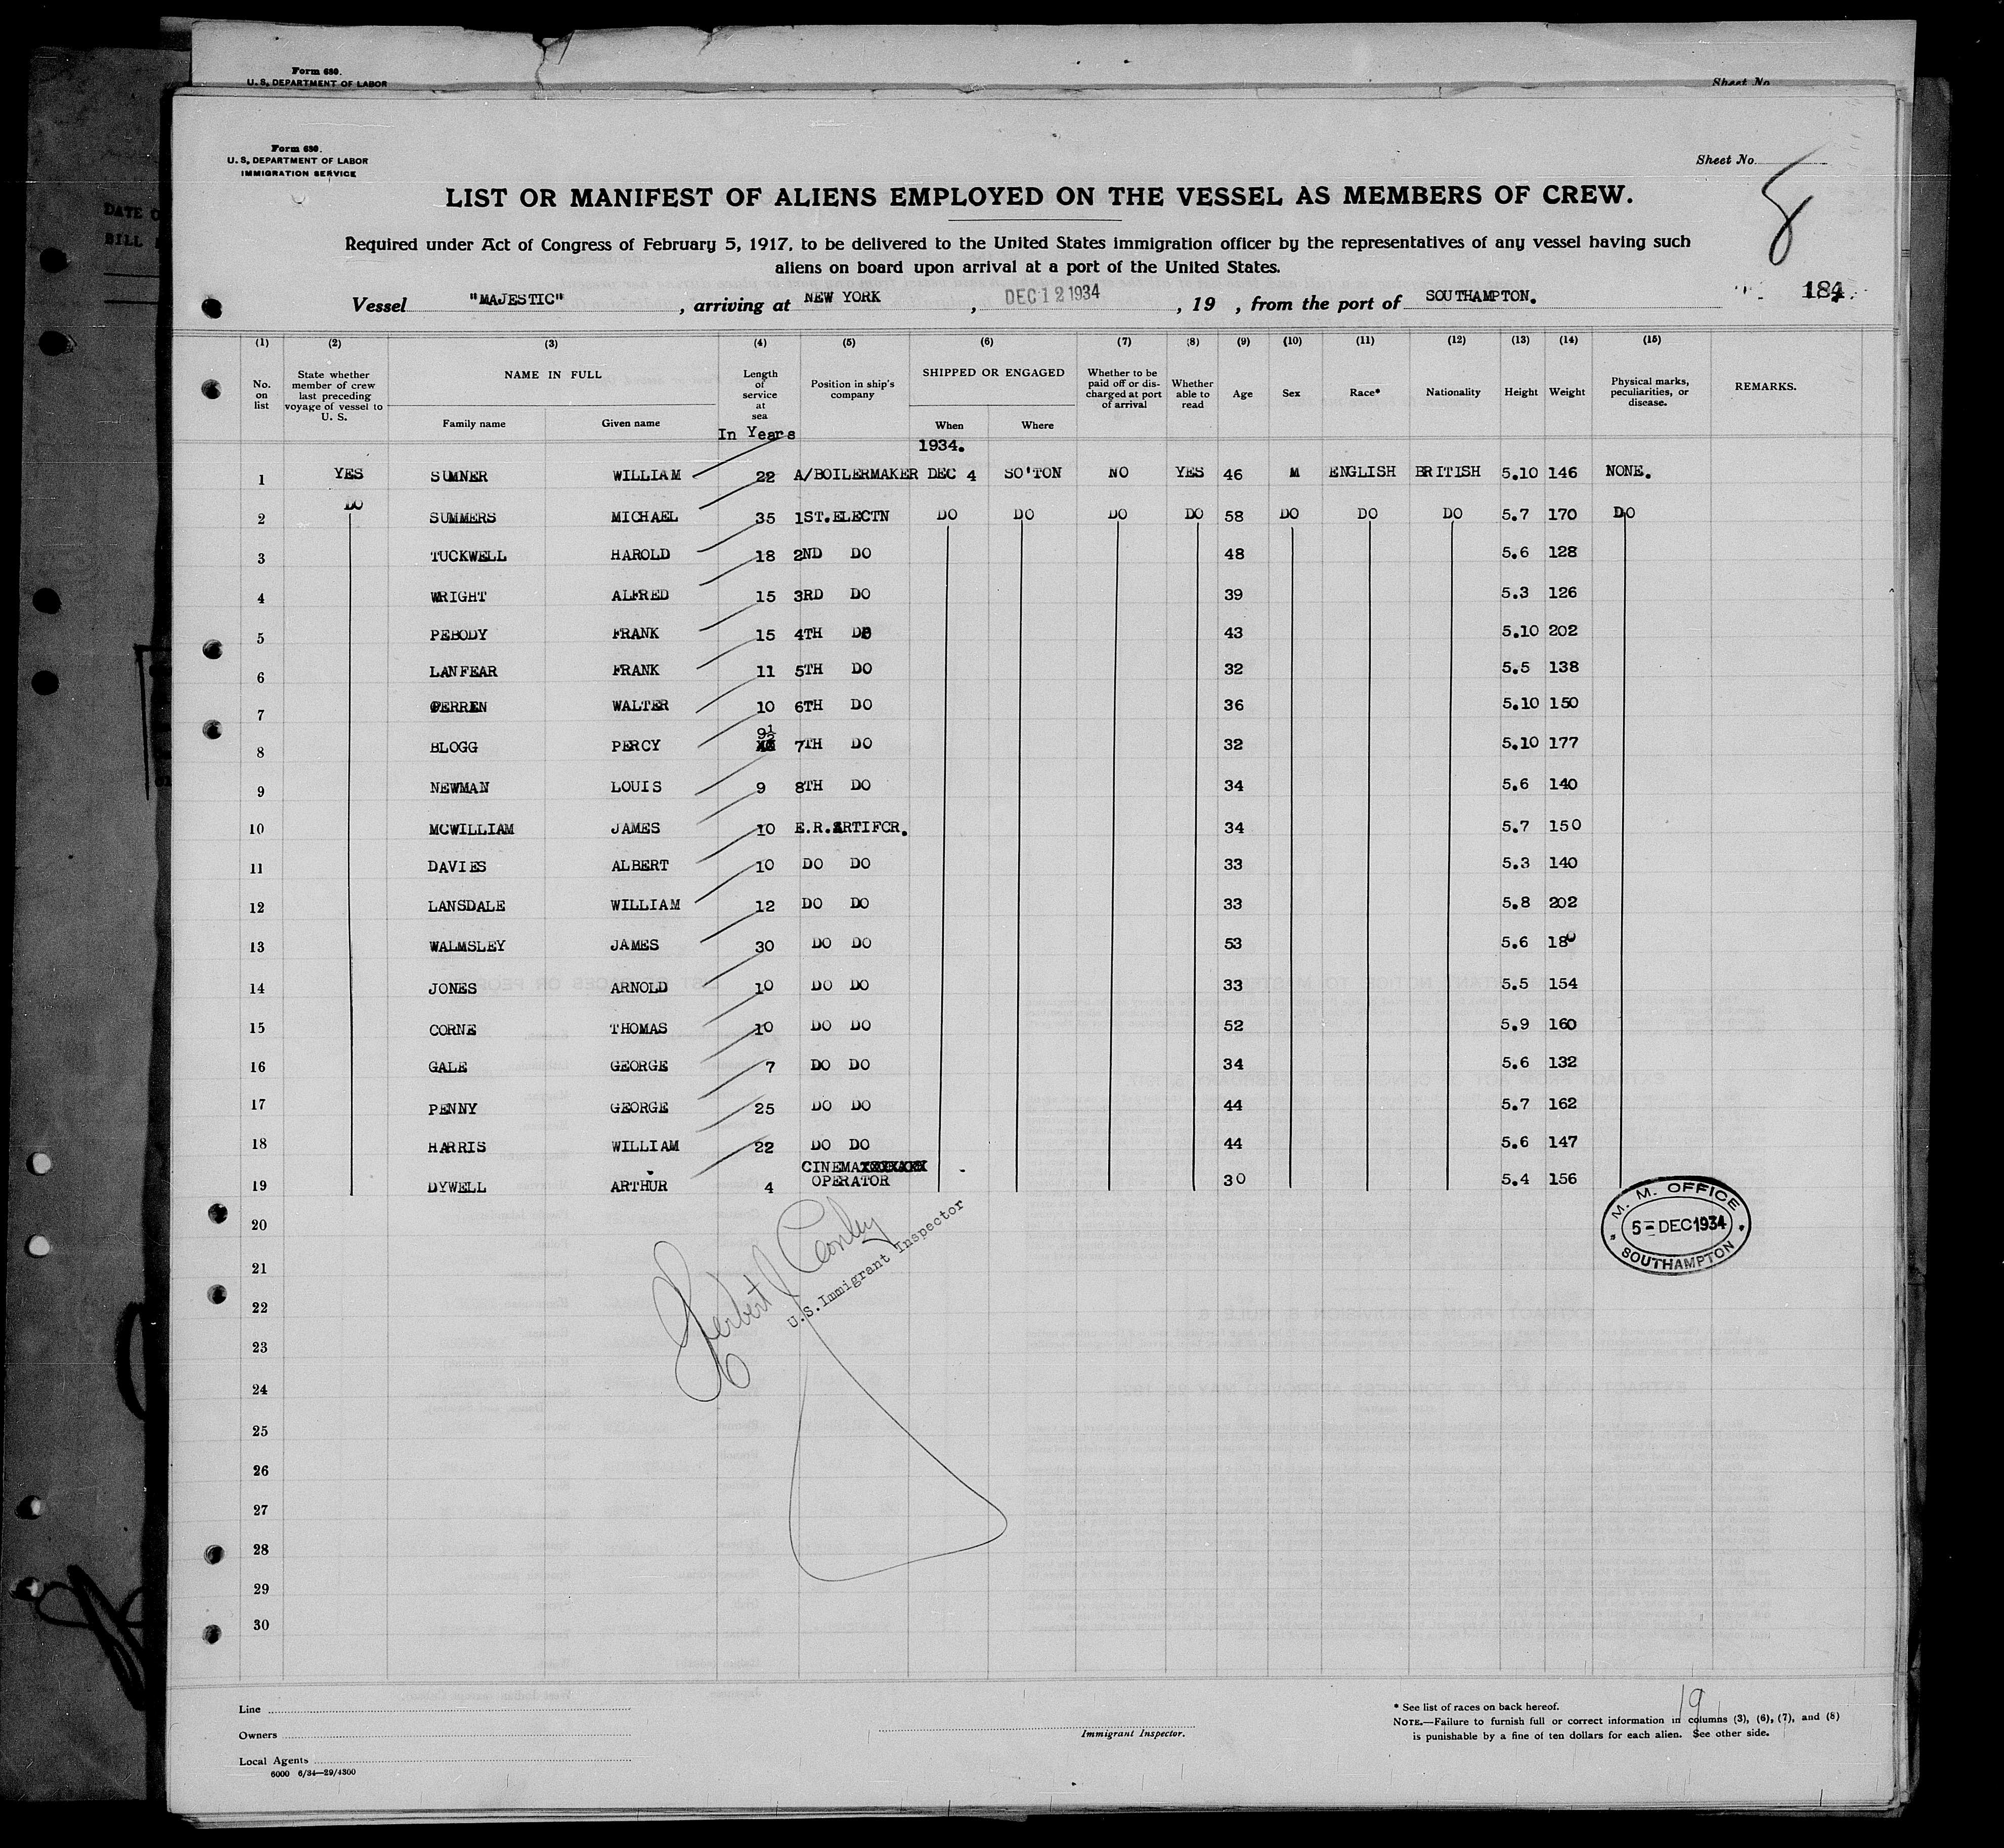 Form 680.
U. S, DEPARTMENT OF LABOR
Sheet No
Form 680.
U. S, DEPARTMENT OF LABOR
IMMIGRATION SERVICE
Sheet No.
8
LIST OR MANIFEST OF ALIENS EMPLOYED ON THE VESSEL AS MEMBERS OF CREW.
Required under Act of Congress of February 5, 1917, to be delivered to the United States immigration officer by the representatives of any vessel having such
aliens on board upon arrival at a port of the United States.
Vessel "MAJESTIC" , arriving at NEW YORK , DEC 12 1934 , 19 , from the port of SOUTHAMPTON. 184
(1) (2) (3) (4) (5) (6) (7) (8) (9) (10) (11) (12) (13) (14) (15)
No. on list State whether member of crew last preceding voyage of vessel to U. S. NAME IN FULL Family name Given name Length of service at sea Position in ship's company SHIPPED OR ENGAGED When Where Whether to be paid off or discharged at port of arrival Whether able to read Age Sex Race* Nationality Height Weight Physical marks, peculiarities, or disease. REMARKS.
In Years 1934.
1 YES SUMNER WILLIAM 22 A/BOILERMAKER DEC 4 SO'TON NO YES 46 M ENGLISH BRITISH 5.10 146 NONE.
2 DO SUMMERS MICHAEL 35 1ST.ELECTN DO DO DO DO 58 DO DO DO 5.7 170 DO
3 TUCKWELL HAROLD 18 2ND DO 48 5.6 128
4 WRIGHT ALFRED 15 3RD DO 39 5.3 126
5 PEBODY FRANK 15 4TH DO 43 5.10 202
6 LANFEAR FRANK 11 5TH DO 32 5.5 138
7 PERREN WALTER 10 6TH DO 36 5.10 150
8 BLOGG PERCY 9½ 7TH DO 32 5.10 177
9 NEWMAN LOUIS 9 8TH DO 34 5.6 140
10 MCWILLIAM JAMES 10 E.R.ARTIFCR. 34 5.7 150
11 DAVIES ALBERT 10 DO DO 33 5.3 140
12 LANSDALE WILLIAM 12 DO DO 33 5.8 202
13 WALMSLEY JAMES 30 DO DO 53 5.6 180
14 JONES ARNOLD 10 DO DO 33 5.5 154
15 CORNE THOMAS 10 DO DO 52 5.9 160
16 GALE GEORGE 7 DO DO 34 5.6 132
17 PENNY GEORGE 25 DO DO 44 5.7 162
18 HARRIS WILLIAM 22 DO DO 44 5.6 147
19 DYWELL ARTHUR 4 CINEMA OPERATOR 30 5.4 156
20
21
22
23
24
25
26
27
28
29
30
M. M. OFFICE
5 - DEC 1934
SOUTHAMPTON
Herbert J Conley
U.S.Immigrant Inspector
Line
Owners
Local Agents
6000 6/34—29/4300
Immigrant Inspector.
19
* See list of races on back hereof.
NOTE.—Failure to furnish full or correct information in columns (3), (6), (7), and (8)
is punishable by a fine of ten dollars for each alien. See other side.